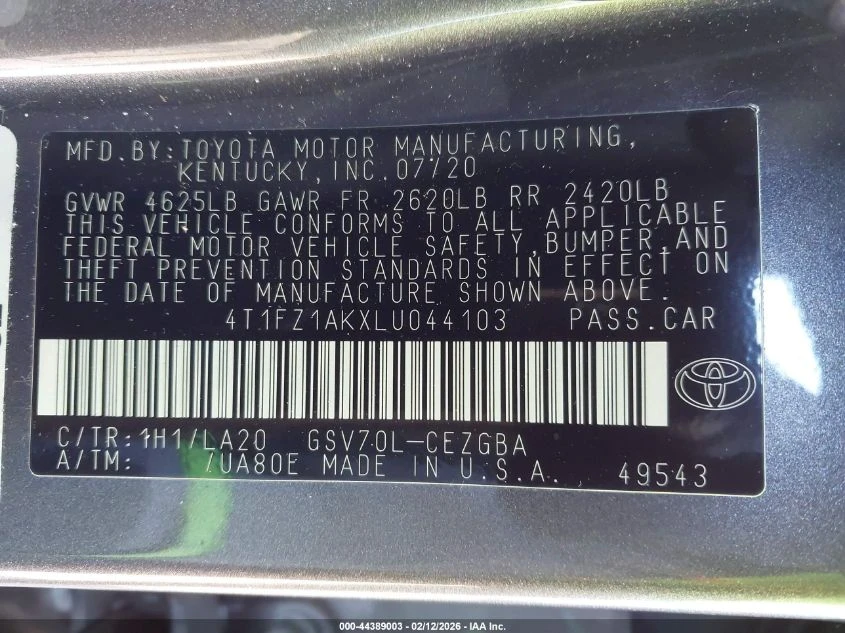 MFD.BY:TOYOTA MOTOR MANUFACTURING,
KENTUCKY, INC. 07/20
GVWR 4625LB GAWR FR 2620LB RR 2420LB
THIS VEHICLE CONFORMS TO ALL APPLICABLE
FEDERAL MOTOR VEHICLE SAFETY,BUMPER,AND
THEFT PREVENTION STANDARDS IN EFFECT ON
THE DATE OF MANUFACTURE SHOWN ABOVE.
4T1FZ1AKXLU044103 PASS.CAR
C/TR: 1H1/LA20 GSV70L-CEZGBA
A/TM: /UA80E MADE IN U.S.A. 49543
000-44389003 - 02/12/2026 - IAA Inc.